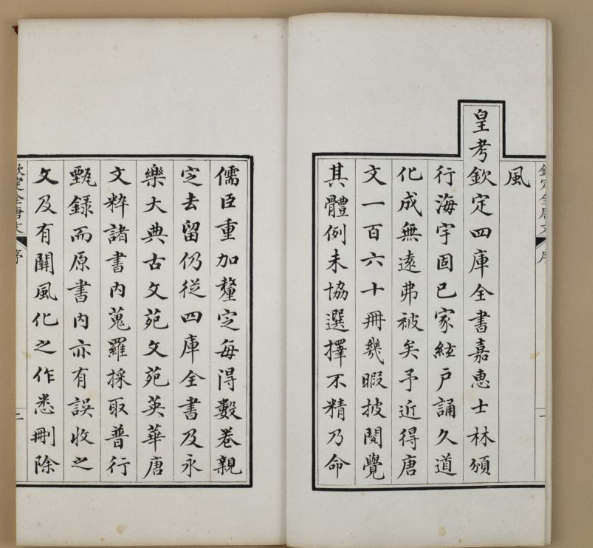 欽定全唐文 序 一
風
皇考欽定四庫全書嘉惠士林頒
行海宇固已家絃戶誦久道
化成無遠弗被矣予近得唐
文一百六十冊幾暇披閱覺
其體例未協選擇不精乃命
儒臣重加釐定每得數卷親
定去留仍從四庫全書及永
樂大典古文苑文苑英華唐
文粹諸書內蒐羅採取普行
甄錄而原書內亦有誤收之
文及有關風化之作悉刪除
欽定全唐文 序 二